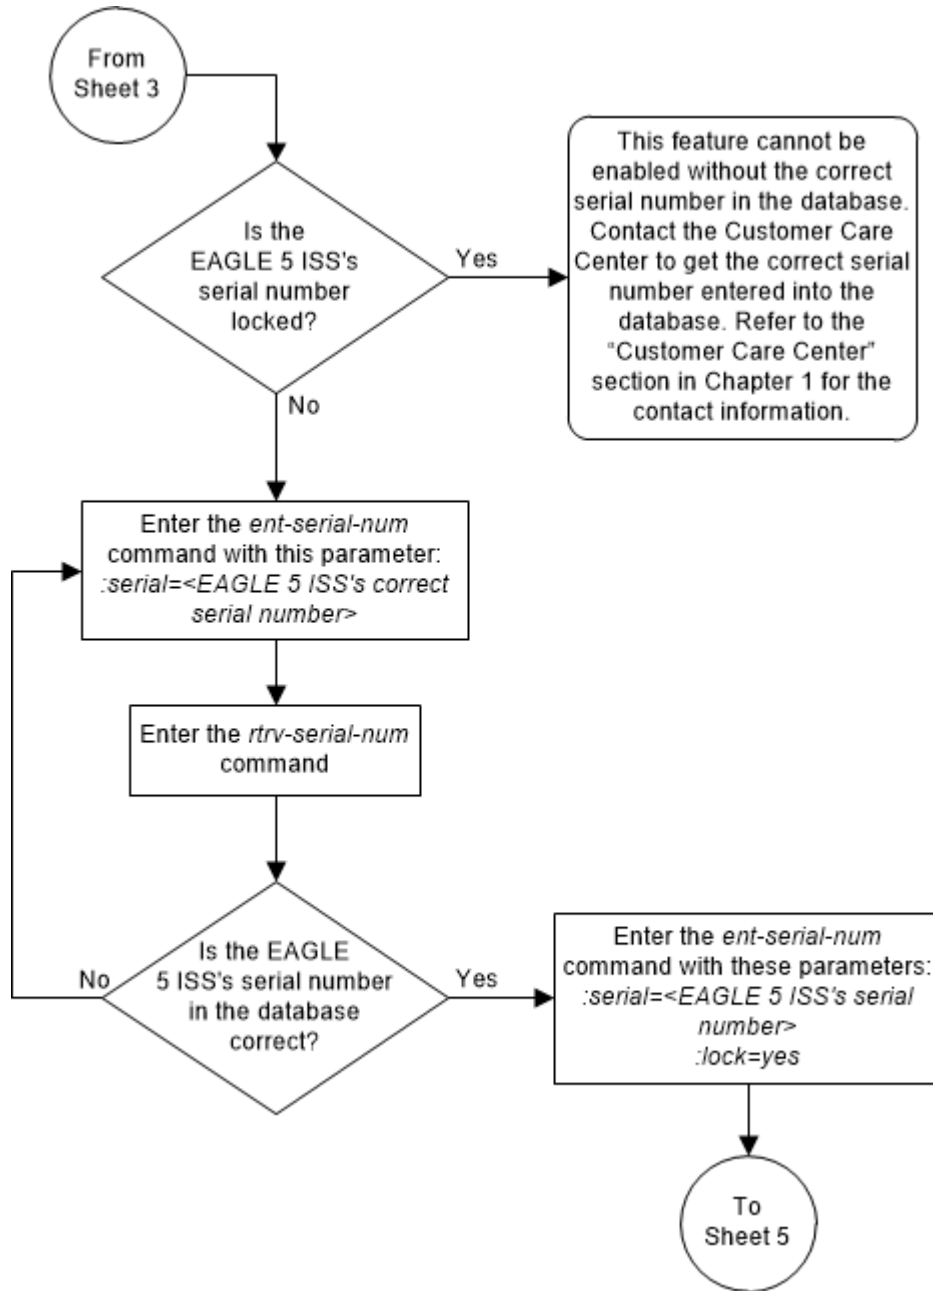 From
Sheet 3
Is the
EAGLE 5 ISS's
serial number
locked?
Yes
This feature cannot be
enabled without the correct
serial number in the database.
Contact the Customer Care
Center to get the correct serial
number entered into the
database. Refer to the
“Customer Care Center”
section in Chapter 1 for the
contact information.
No
Enter the ent-serial-num
command with this parameter:
:serial=<EAGLE 5 ISS's correct
serial number>
Enter the rtrv-serial-num
command
Is the EAGLE
5 ISS's serial number
in the database
correct?
No
Yes
Enter the ent-serial-num
command with these parameters:
:serial=<EAGLE 5 ISS's serial
number>
:lock=yes
To
Sheet 5